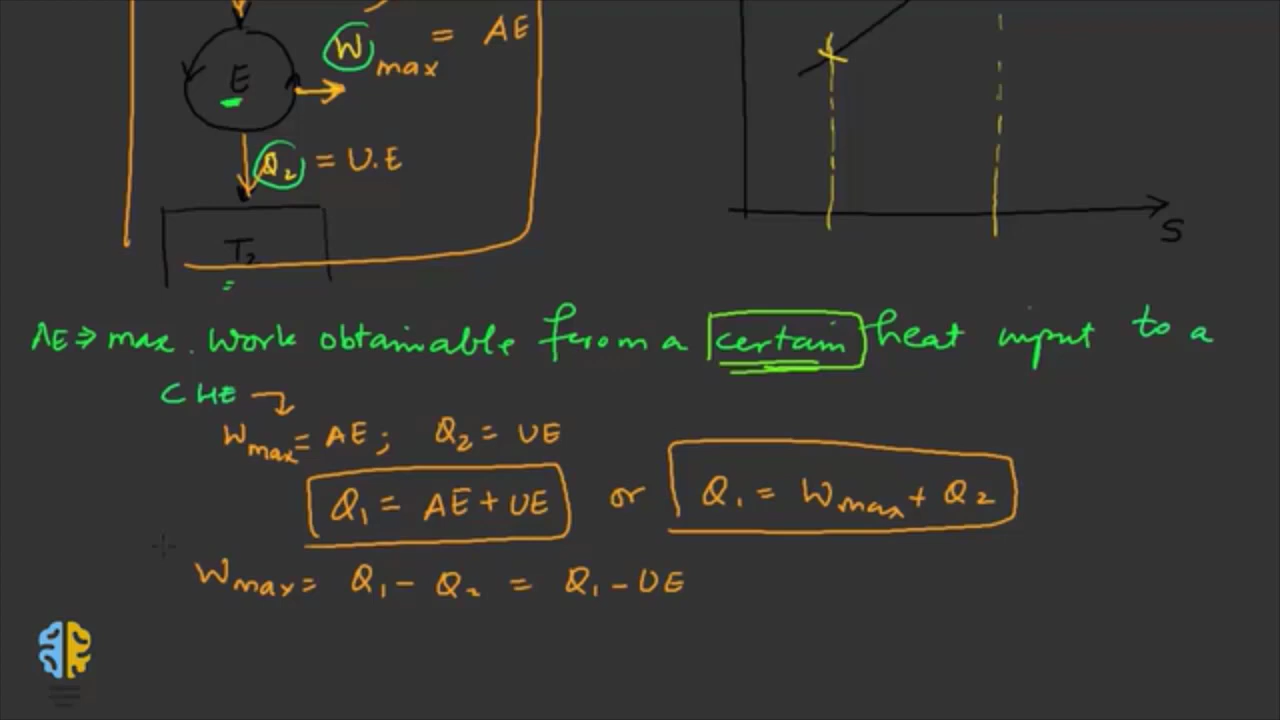 W max = AE
E
Q₂ = U.E
T₂
S
AE ⇒ max. work obtainable from a certain heat input to a
CHE
Wmax = AE; Q₂ = UE
Q₁ = AE + UE or Q₁ = Wmax + Q₂
Wmax = Q₁ - Q₂ = Q₁ - UE